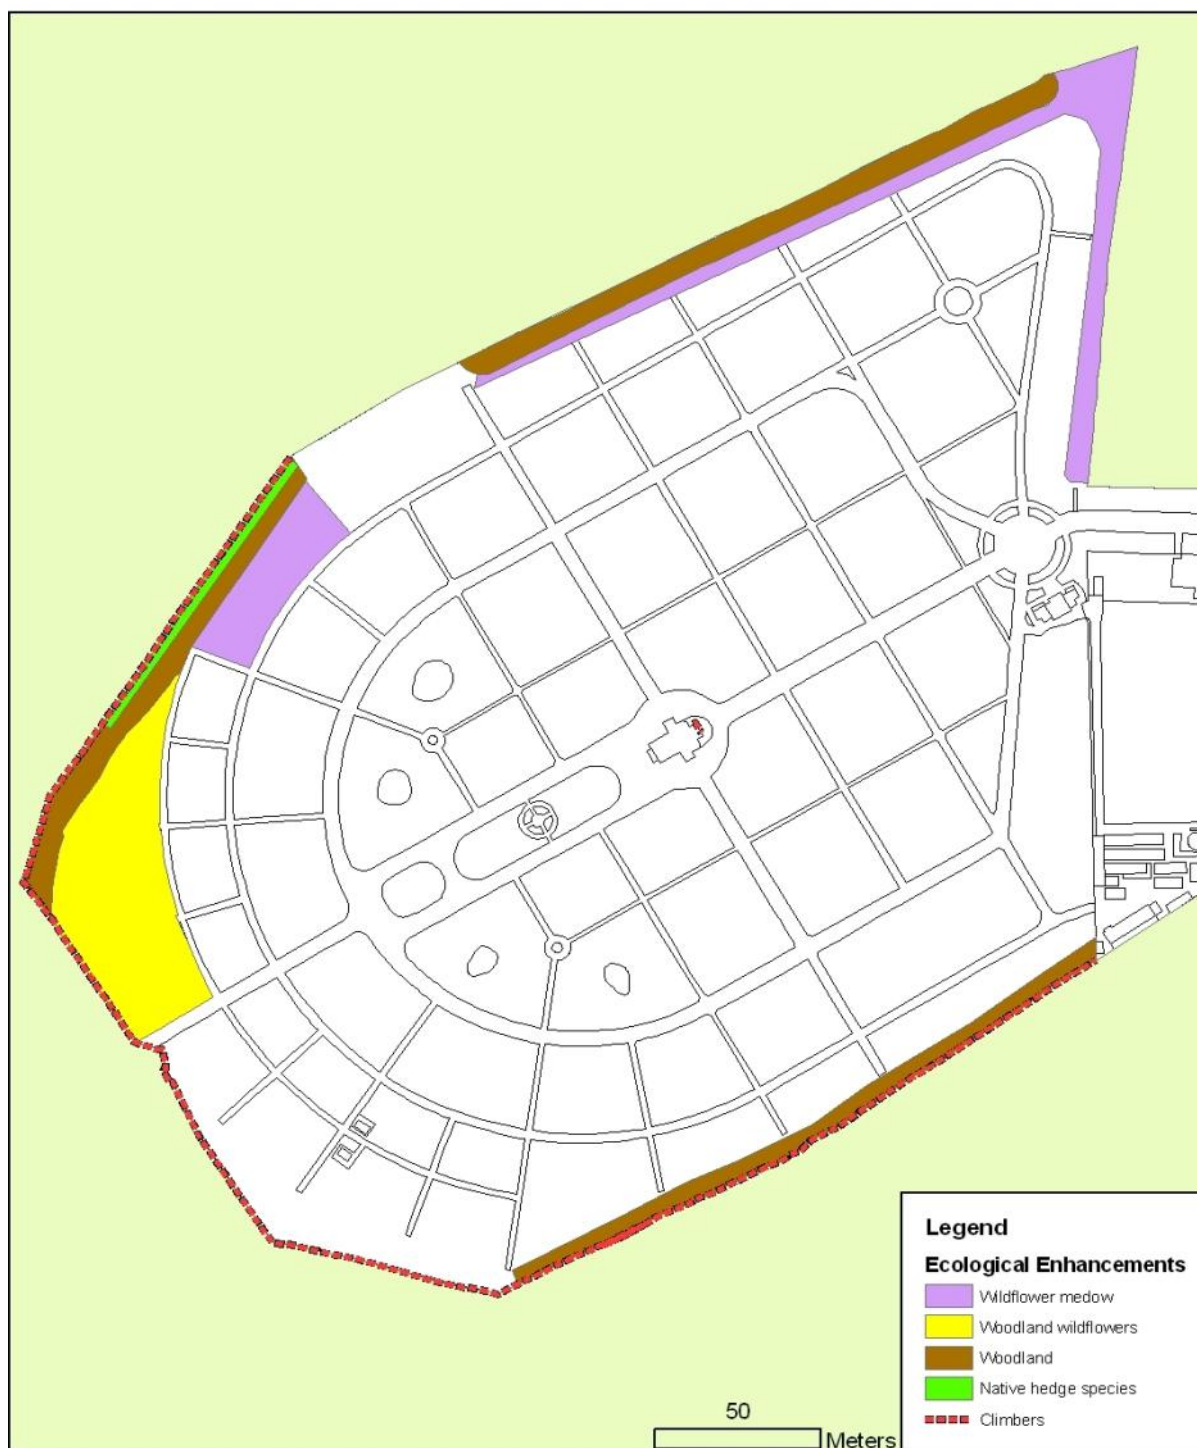 Legend
Ecological Enhancements
Wildflower medow
Woodland wildflowers
Woodland
Native hedge species
Climbers
50
Meters